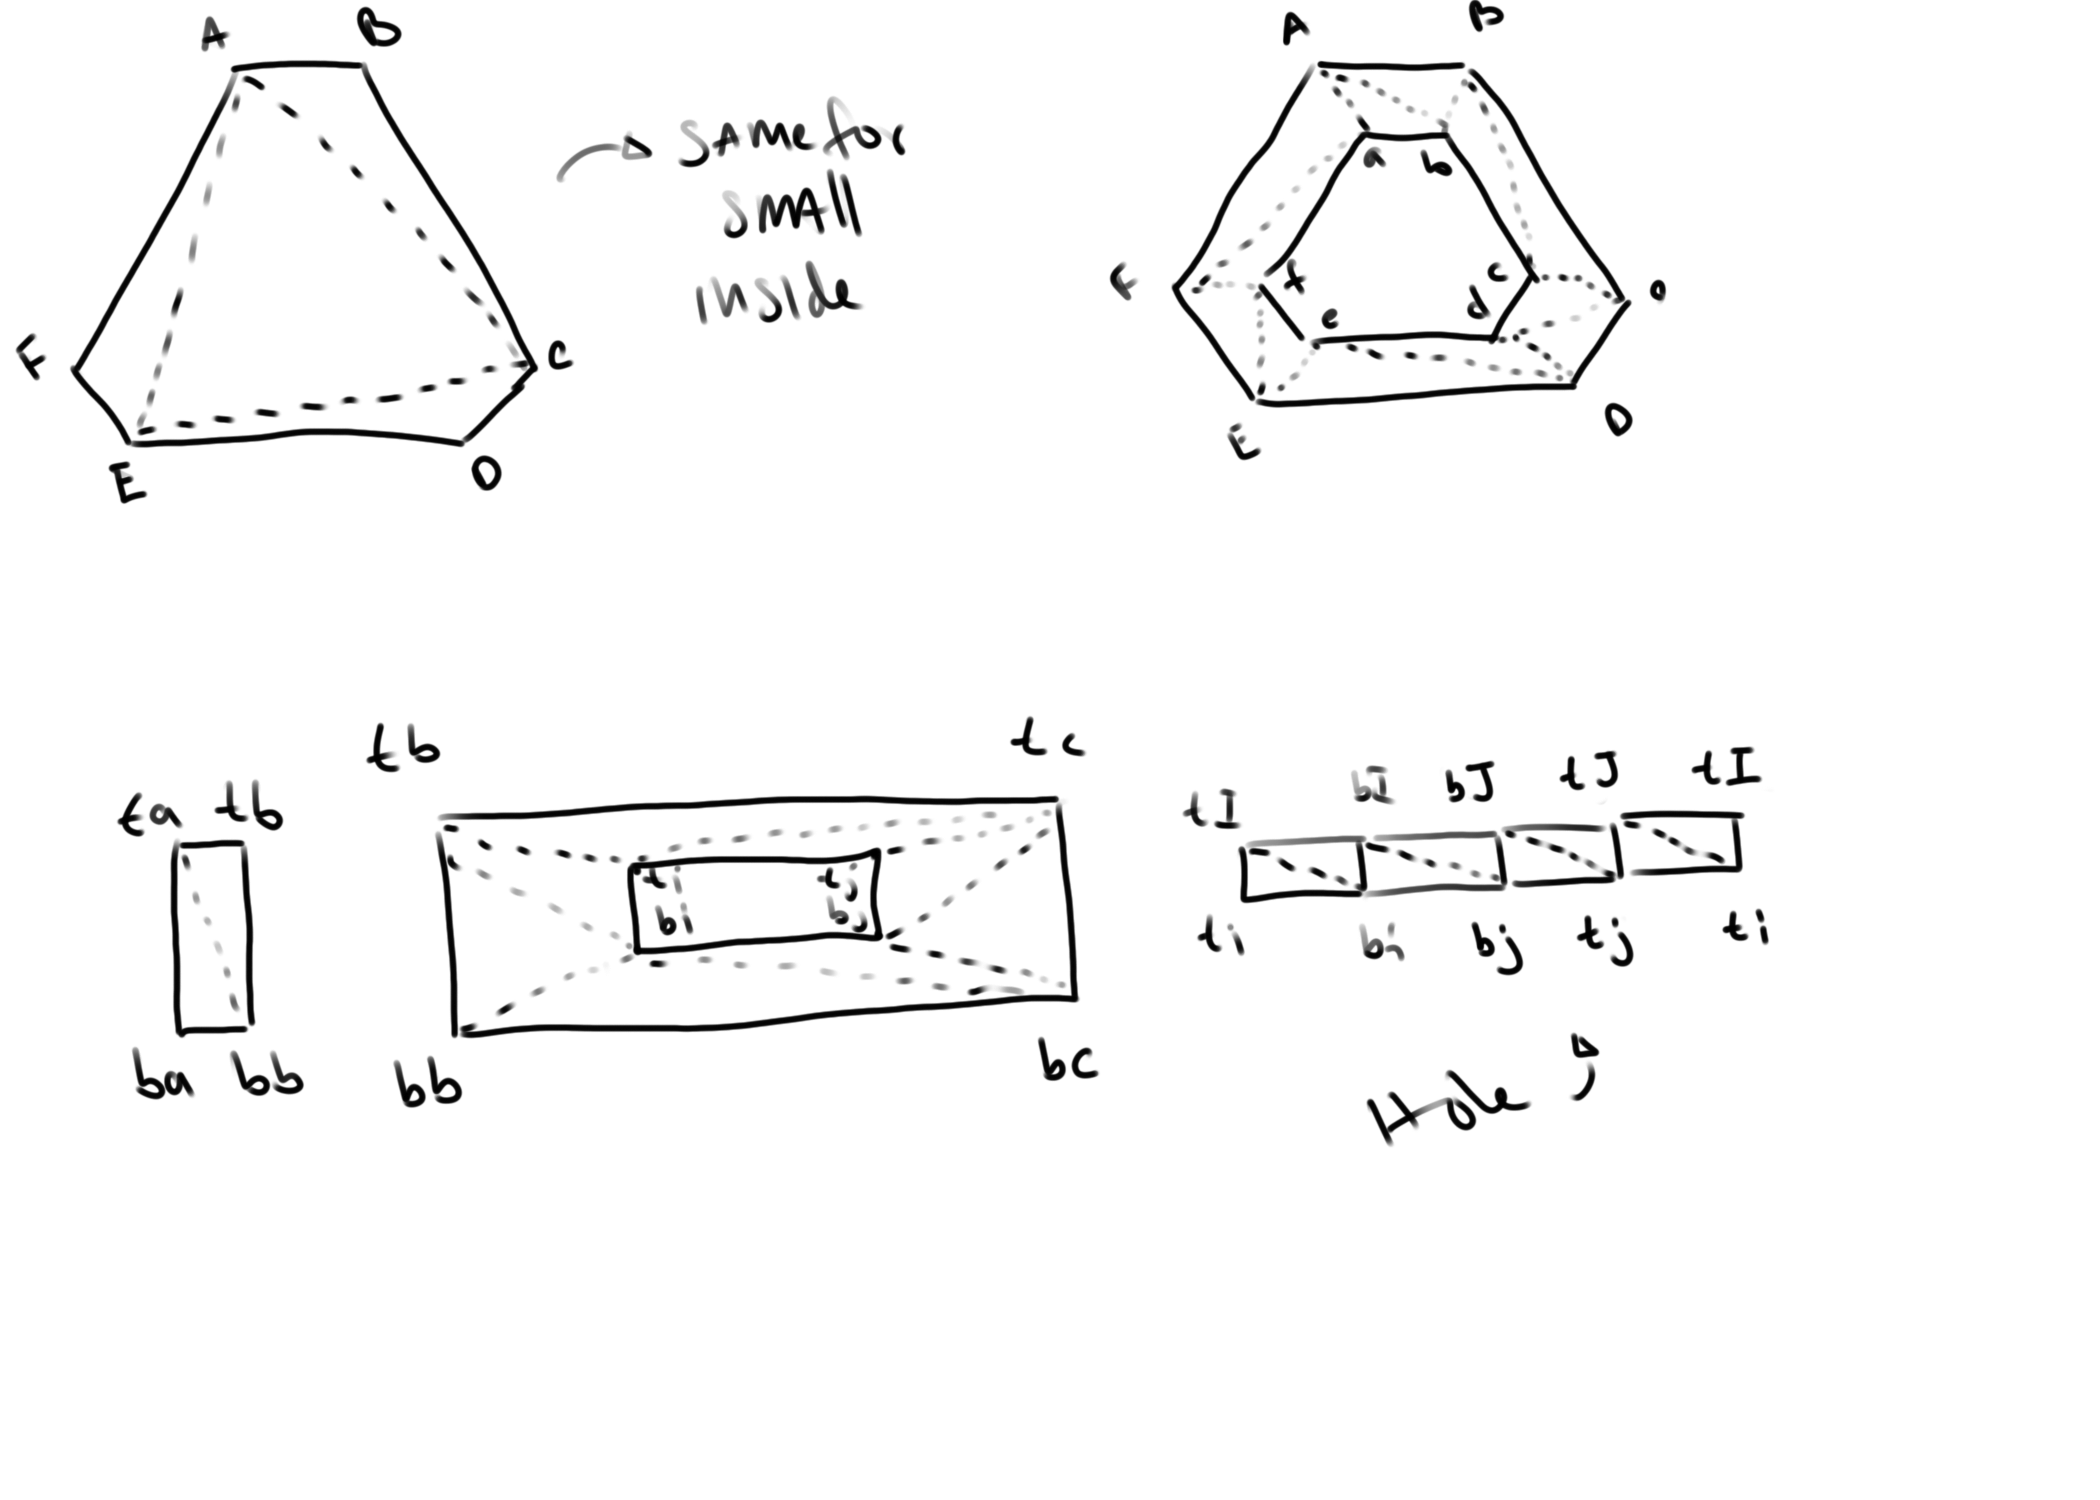 A B
same for
small
inside
F
C
E
D
A B
a b
F
f
c
e
d
E
D
tb tc
ta tb
ti tj
bi bj
ba bb
bb
bc
tI bI bJ tJ tI
ti bi bj tj ti
Hole